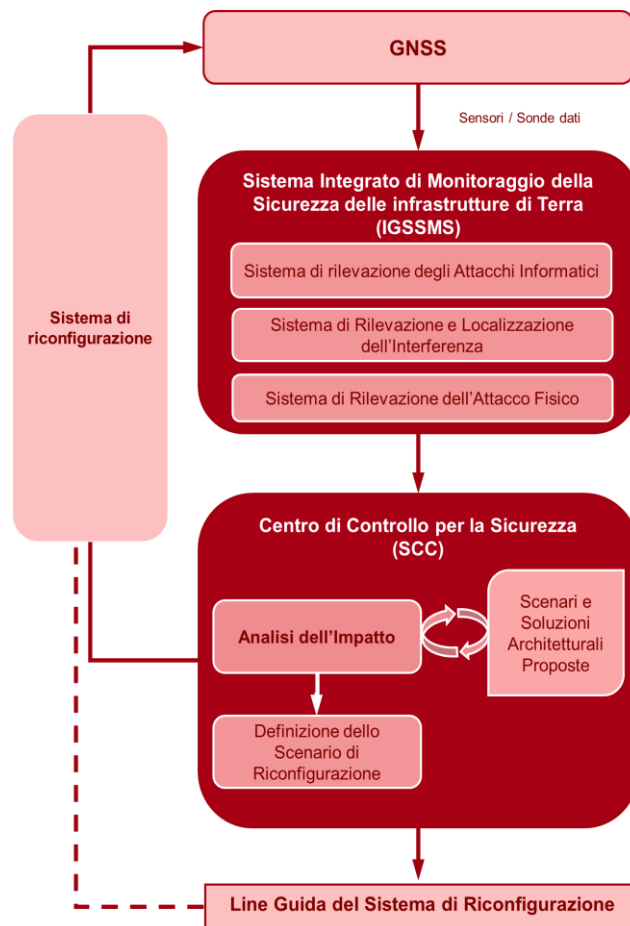 GNSS
Sensori / Sonde dati
Sistema Integrato di Monitoraggio della
Sicurezza delle infrastrutture di Terra
(IGSSMS)
Sistema di rilevazione degli Attacchi Informatici
Sistema di Rilevazione e Localizzazione
dell'Interferenza
Sistema di Rilevazione dell'Attacco Fisico
Sistema di
riconfigurazione
Centro di Controllo per la Sicurezza
(SCC)
Analisi dell'Impatto
Scenari e
Soluzioni
Architetturali
Proposte
Definizione dello
Scenario di
Riconfigurazione
Line Guida del Sistema di Riconfigurazione